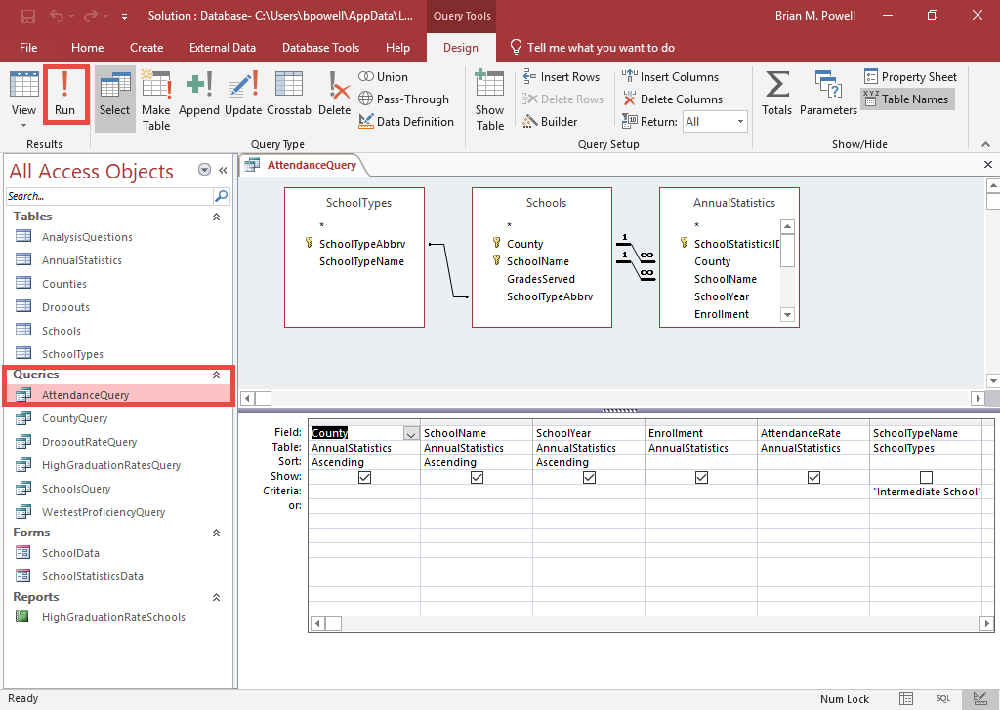 Solution : Database- C:\Users\bpowell\AppData\L... Query Tools Brian M. Powell
File Home Create External Data Database Tools Help Design Tell me what you want to do
View Run Select Make Table Append Update Crosstab Delete Union Pass-Through Data Definition
Show Table Insert Rows Delete Rows Builder Insert Columns Delete Columns Return: All
Totals Parameters Property Sheet XYZ Table Names
Results Query Type Query Setup Show/Hide
All Access Objects
Search...
Tables
AnalysisQuestions
AnnualStatistics
Counties
Dropouts
Schools
SchoolTypes
Queries
AttendanceQuery
CountyQuery
DropoutRateQuery
HighGraduationRatesQuery
SchoolsQuery
WestestProficiencyQuery
Forms
SchoolData
SchoolStatisticsData
Reports
HighGraduationRateSchools
AttendanceQuery
SchoolTypes
*
SchoolTypeAbbrv
SchoolTypeName
Schools
*
County
SchoolName
GradesServed
SchoolTypeAbbrv
1 ∞
1 ∞
AnnualStatistics
*
SchoolStatisticsID
County
SchoolName
SchoolYear
Enrollment
Field: County SchoolName SchoolYear Enrollment AttendanceRate SchoolTypeName
Table: AnnualStatistics AnnualStatistics AnnualStatistics AnnualStatistics AnnualStatistics SchoolTypes
Sort: Ascending Ascending Ascending
Show:
Criteria: "Intermediate School"
or:
Ready Num Lock SQL